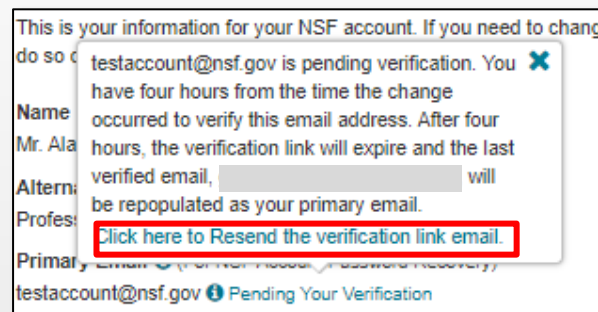 This is your information for your NSF account. If you need to chang
do so
testaccount@nsf.gov is pending verification. You
have four hours from the time the change
occurred to verify this email address. After four
hours, the verification link will expire and the last
verified email, will
be repopulated as your primary email.
Click here to Resend the verification link email.
Name
Mr. Ala
Altern
Profes
Primary Email (For NSF Account Password Recovery)
testaccount@nsf.gov Pending Your Verification